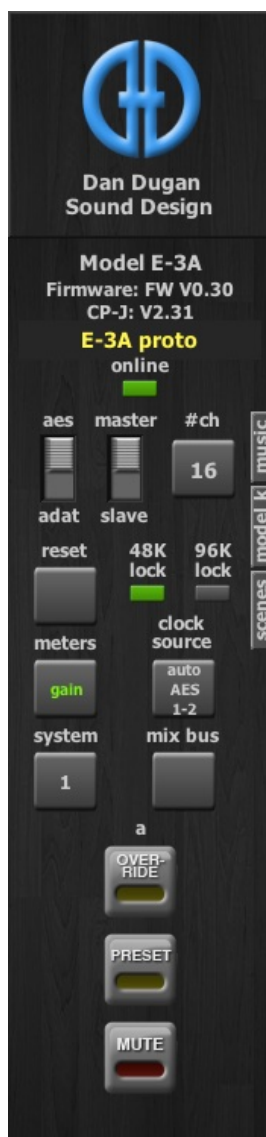 Dan Dugan
Sound Design
Model E-3A
Firmware: FW V0.30
CP-J: V2.31
E-3A proto
online
aes master #ch
16
adat slave
music
model k
scenes
reset 48K 96K
lock lock
meters clock
source
gain
auto
AES
1-2
system mix bus
1
a
OVER-
RIDE
PRESET
MUTE